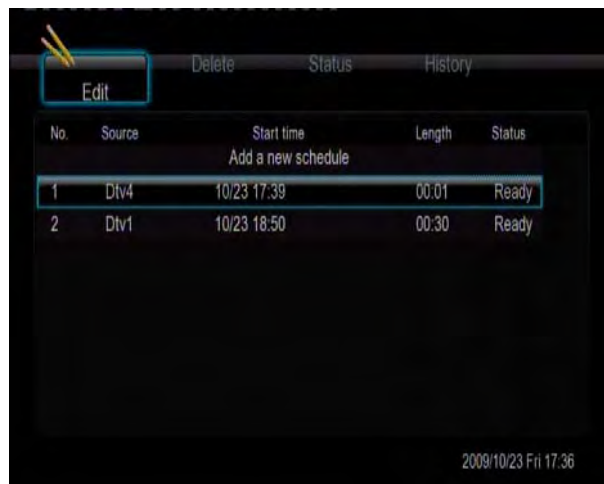 Edit Delete Status History
No. Source Start time Length Status
Add a new schedule
1 Dtv4 10/23 17:39 00:01 Ready
2 Dtv1 10/23 18:50 00:30 Ready
2009/10/23 Fri 17:36